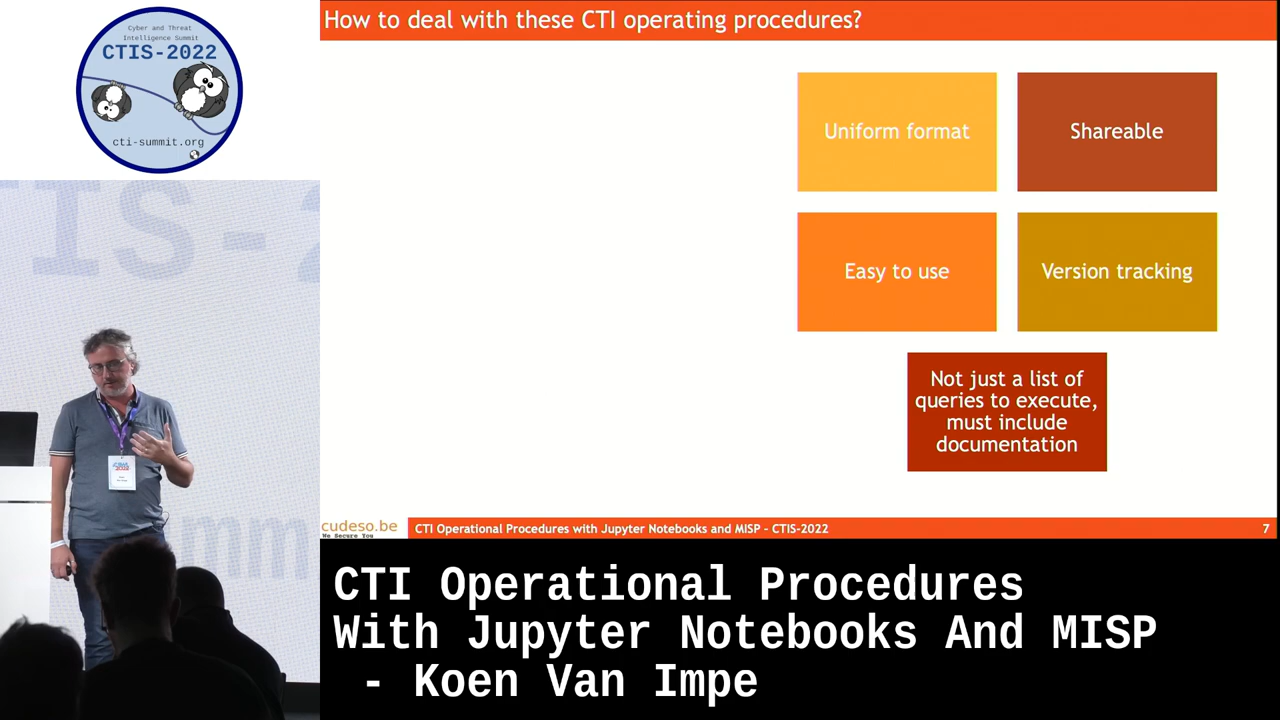 Cyber and Threat
Intelligence Summit
CTIS-2022
cti-summit.org
How to deal with these CTI operating procedures?
Uniform format
Shareable
Easy to use
Version tracking
Not just a list of
queries to execute,
must include
documentation
cudeso.be
We Secure You
CTI Operational Procedures with Jupyter Notebooks and MISP - CTIS-2022
7
CTI Operational Procedures
With Jupyter Notebooks And MISP
- Koen Van Impe